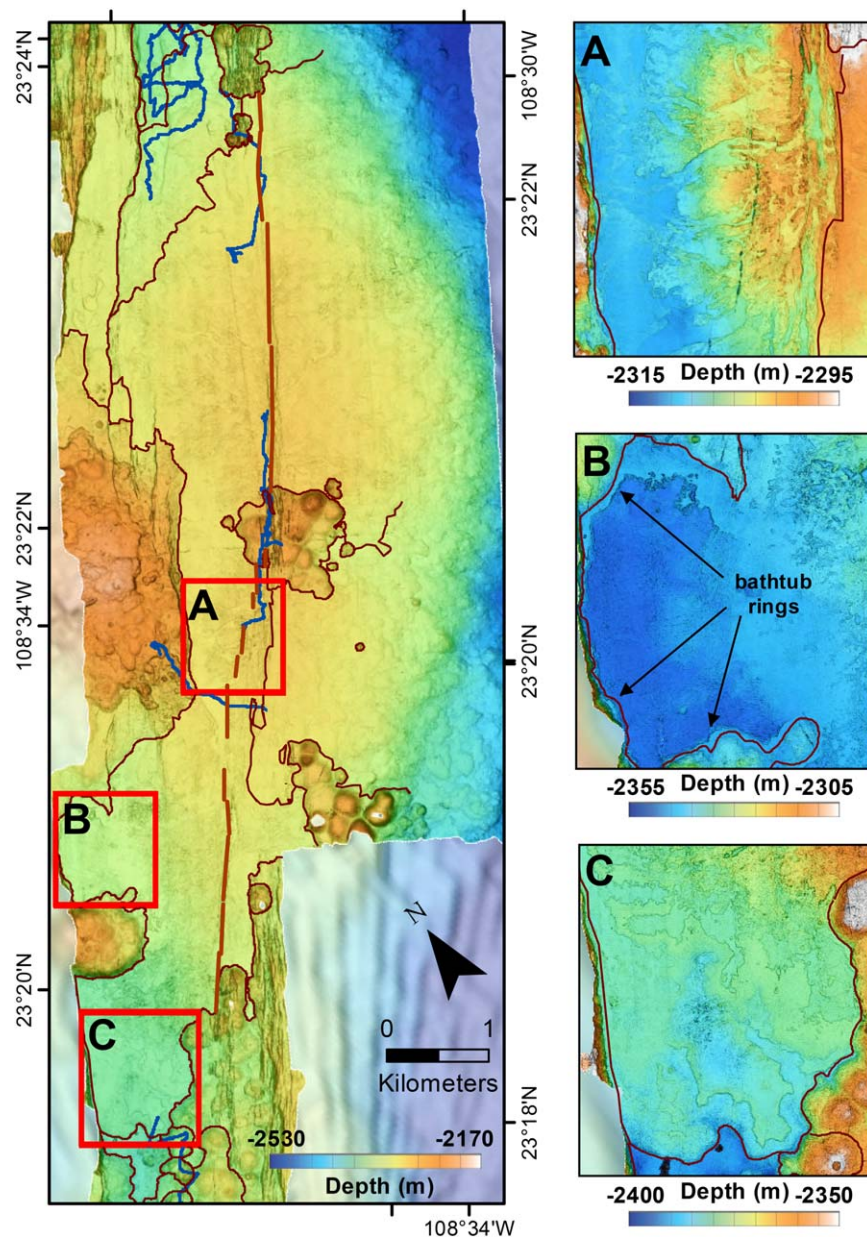 23°24'N
108°30'W
23°22'N
23°22'N
108°34'W
23°20'N
23°20'N
23°18'N
108°34'W
A
B
C
N
0 1
Kilometers
-2530 -2170
Depth (m)
A
-2315 Depth (m) -2295
B
bathtub
rings
-2355 Depth (m) -2305
C
-2400 Depth (m) -2350